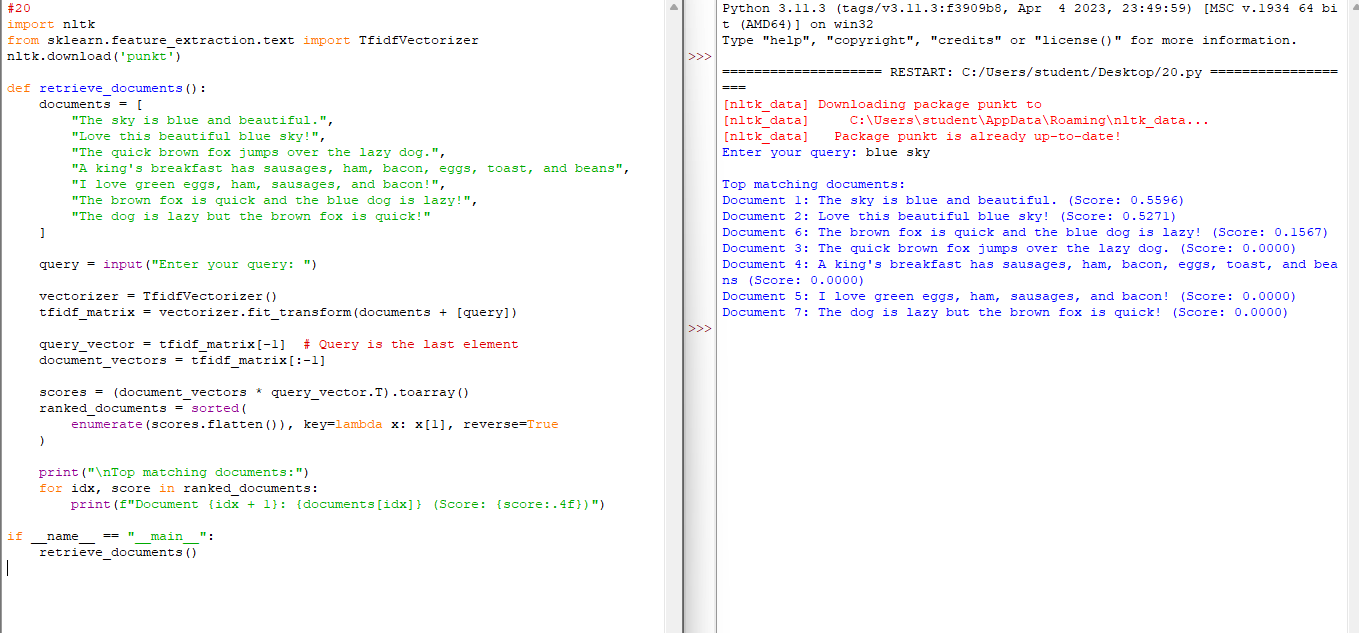 #20
import nltk
from sklearn.feature_extraction.text import TfidfVectorizer
nltk.download('punkt')

def retrieve_documents():
    documents = [
        "The sky is blue and beautiful.",
        "Love this beautiful blue sky!",
        "The quick brown fox jumps over the lazy dog.",
        "A king's breakfast has sausages, ham, bacon, eggs, toast, and beans",
        "I love green eggs, ham, sausages, and bacon!",
        "The brown fox is quick and the blue dog is lazy!",
        "The dog is lazy but the brown fox is quick!"
    ]

    query = input("Enter your query: ")

    vectorizer = TfidfVectorizer()
    tfidf_matrix = vectorizer.fit_transform(documents + [query])

    query_vector = tfidf_matrix[-1]  # Query is the last element
    document_vectors = tfidf_matrix[:-1]

    scores = (document_vectors * query_vector.T).toarray()
    ranked_documents = sorted(
        enumerate(scores.flatten()), key=lambda x: x[1], reverse=True
    )

    print("\nTop matching documents:")
    for idx, score in ranked_documents:
        print(f"Document {idx + 1}: {documents[idx]} (Score: {score:.4f})")

if __name__ == "__main__":
    retrieve_documents()
Python 3.11.3 (tags/v3.11.3:f3909b8, Apr  4 2023, 23:49:59) [MSC v.1934 64 bi
t (AMD64)] on win32
Type "help", "copyright", "credits" or "license()" for more information.
>>>
==================== RESTART: C:/Users/student/Desktop/20.py ================
===
[nltk_data] Downloading package punkt to
[nltk_data]     C:\Users\student\AppData\Roaming\nltk_data...
[nltk_data]   Package punkt is already up-to-date!
Enter your query: blue sky

Top matching documents:
Document 1: The sky is blue and beautiful. (Score: 0.5596)
Document 2: Love this beautiful blue sky! (Score: 0.5271)
Document 6: The brown fox is quick and the blue dog is lazy! (Score: 0.1567)
Document 3: The quick brown fox jumps over the lazy dog. (Score: 0.0000)
Document 4: A king's breakfast has sausages, ham, bacon, eggs, toast, and bea
ns (Score: 0.0000)
Document 5: I love green eggs, ham, sausages, and bacon! (Score: 0.0000)
Document 7: The dog is lazy but the brown fox is quick! (Score: 0.0000)
>>>